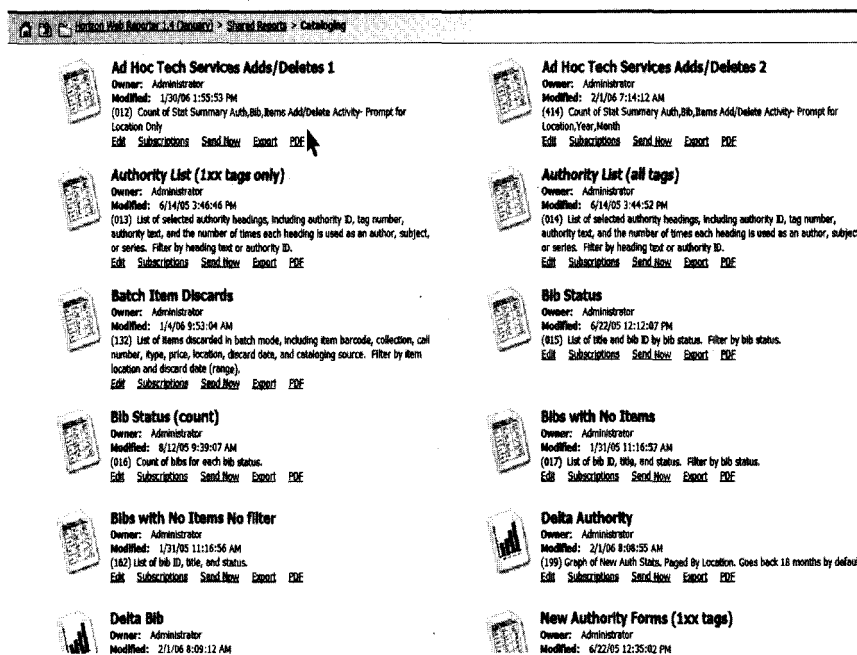 Horizon Web Reporter 1.4 (January) > Shared Reports > Cataloging
Ad Hoc Tech Services Adds/Deletes 1
Owner: Administrator
Modified: 1/30/06 1:55:53 PM
(012) Count of Stat Summary Auth,Bib,Items Add/Delete Activity- Prompt for
Location Only
Edit Subscriptions Send Now Export PDF
Authority List (1xx tags only)
Owner: Administrator
Modified: 6/14/05 3:46:46 PM
(013) List of selected authority headings, including authority ID, tag number,
authority text, and the number of times each heading is used as an author, subject,
or series. Filter by heading text or authority ID.
Edit Subscriptions Send Now Export PDF
Batch Item Discards
Owner: Administrator
Modified: 1/4/06 9:53:04 AM
(132) List of items discarded in batch mode, including item barcode, collection, call
number, itype, price, location, discard date, and cataloging source. Filter by item
location and discard date (range).
Edit Subscriptions Send Now Export PDF
Bib Status (count)
Owner: Administrator
Modified: 8/12/05 9:39:07 AM
(016) Count of bibs for each bib status.
Edit Subscriptions Send Now Export PDF
Bibs with No Items No filter
Owner: Administrator
Modified: 1/31/05 11:16:56 AM
(162) List of bib ID, title, and status.
Edit Subscriptions Send Now Export PDF
Delta Bib
Owner: Administrator
Modified: 2/1/06 8:09:12 AM
Ad Hoc Tech Services Adds/Deletes 2
Owner: Administrator
Modified: 2/1/06 7:14:12 AM
(414) Count of Stat Summary Auth,Bib,Items Add/Delete Activity- Prompt for
Location,Year,Month
Edit Subscriptions Send Now Export PDF
Authority List (all tags)
Owner: Administrator
Modified: 6/14/05 3:44:52 PM
(014) List of selected authority headings, including authority ID, tag number,
authority text, and the number of times each heading is used as an author, subject
or series. Filter by heading text or authority ID.
Edit Subscriptions Send Now Export PDF
Bib Status
Owner: Administrator
Modified: 6/22/05 12:12:07 PM
(015) List of title and bib ID by bib status. Filter by bib status.
Edit Subscriptions Send Now Export PDF
Bibs with No Items
Owner: Administrator
Modified: 1/31/05 11:16:57 AM
(017) List of bib ID, title, and status. Filter by bib status.
Edit Subscriptions Send Now Export PDF
Delta Authority
Owner: Administrator
Modified: 2/1/06 8:08:55 AM
(199) Graph of New Auth Stats. Paged By Location. Goes back 18 months by defaul
Edit Subscriptions Send Now Export PDF
New Authority Forms (1xx tags)
Owner: Administrator
Modified: 6/22/05 12:35:02 PM